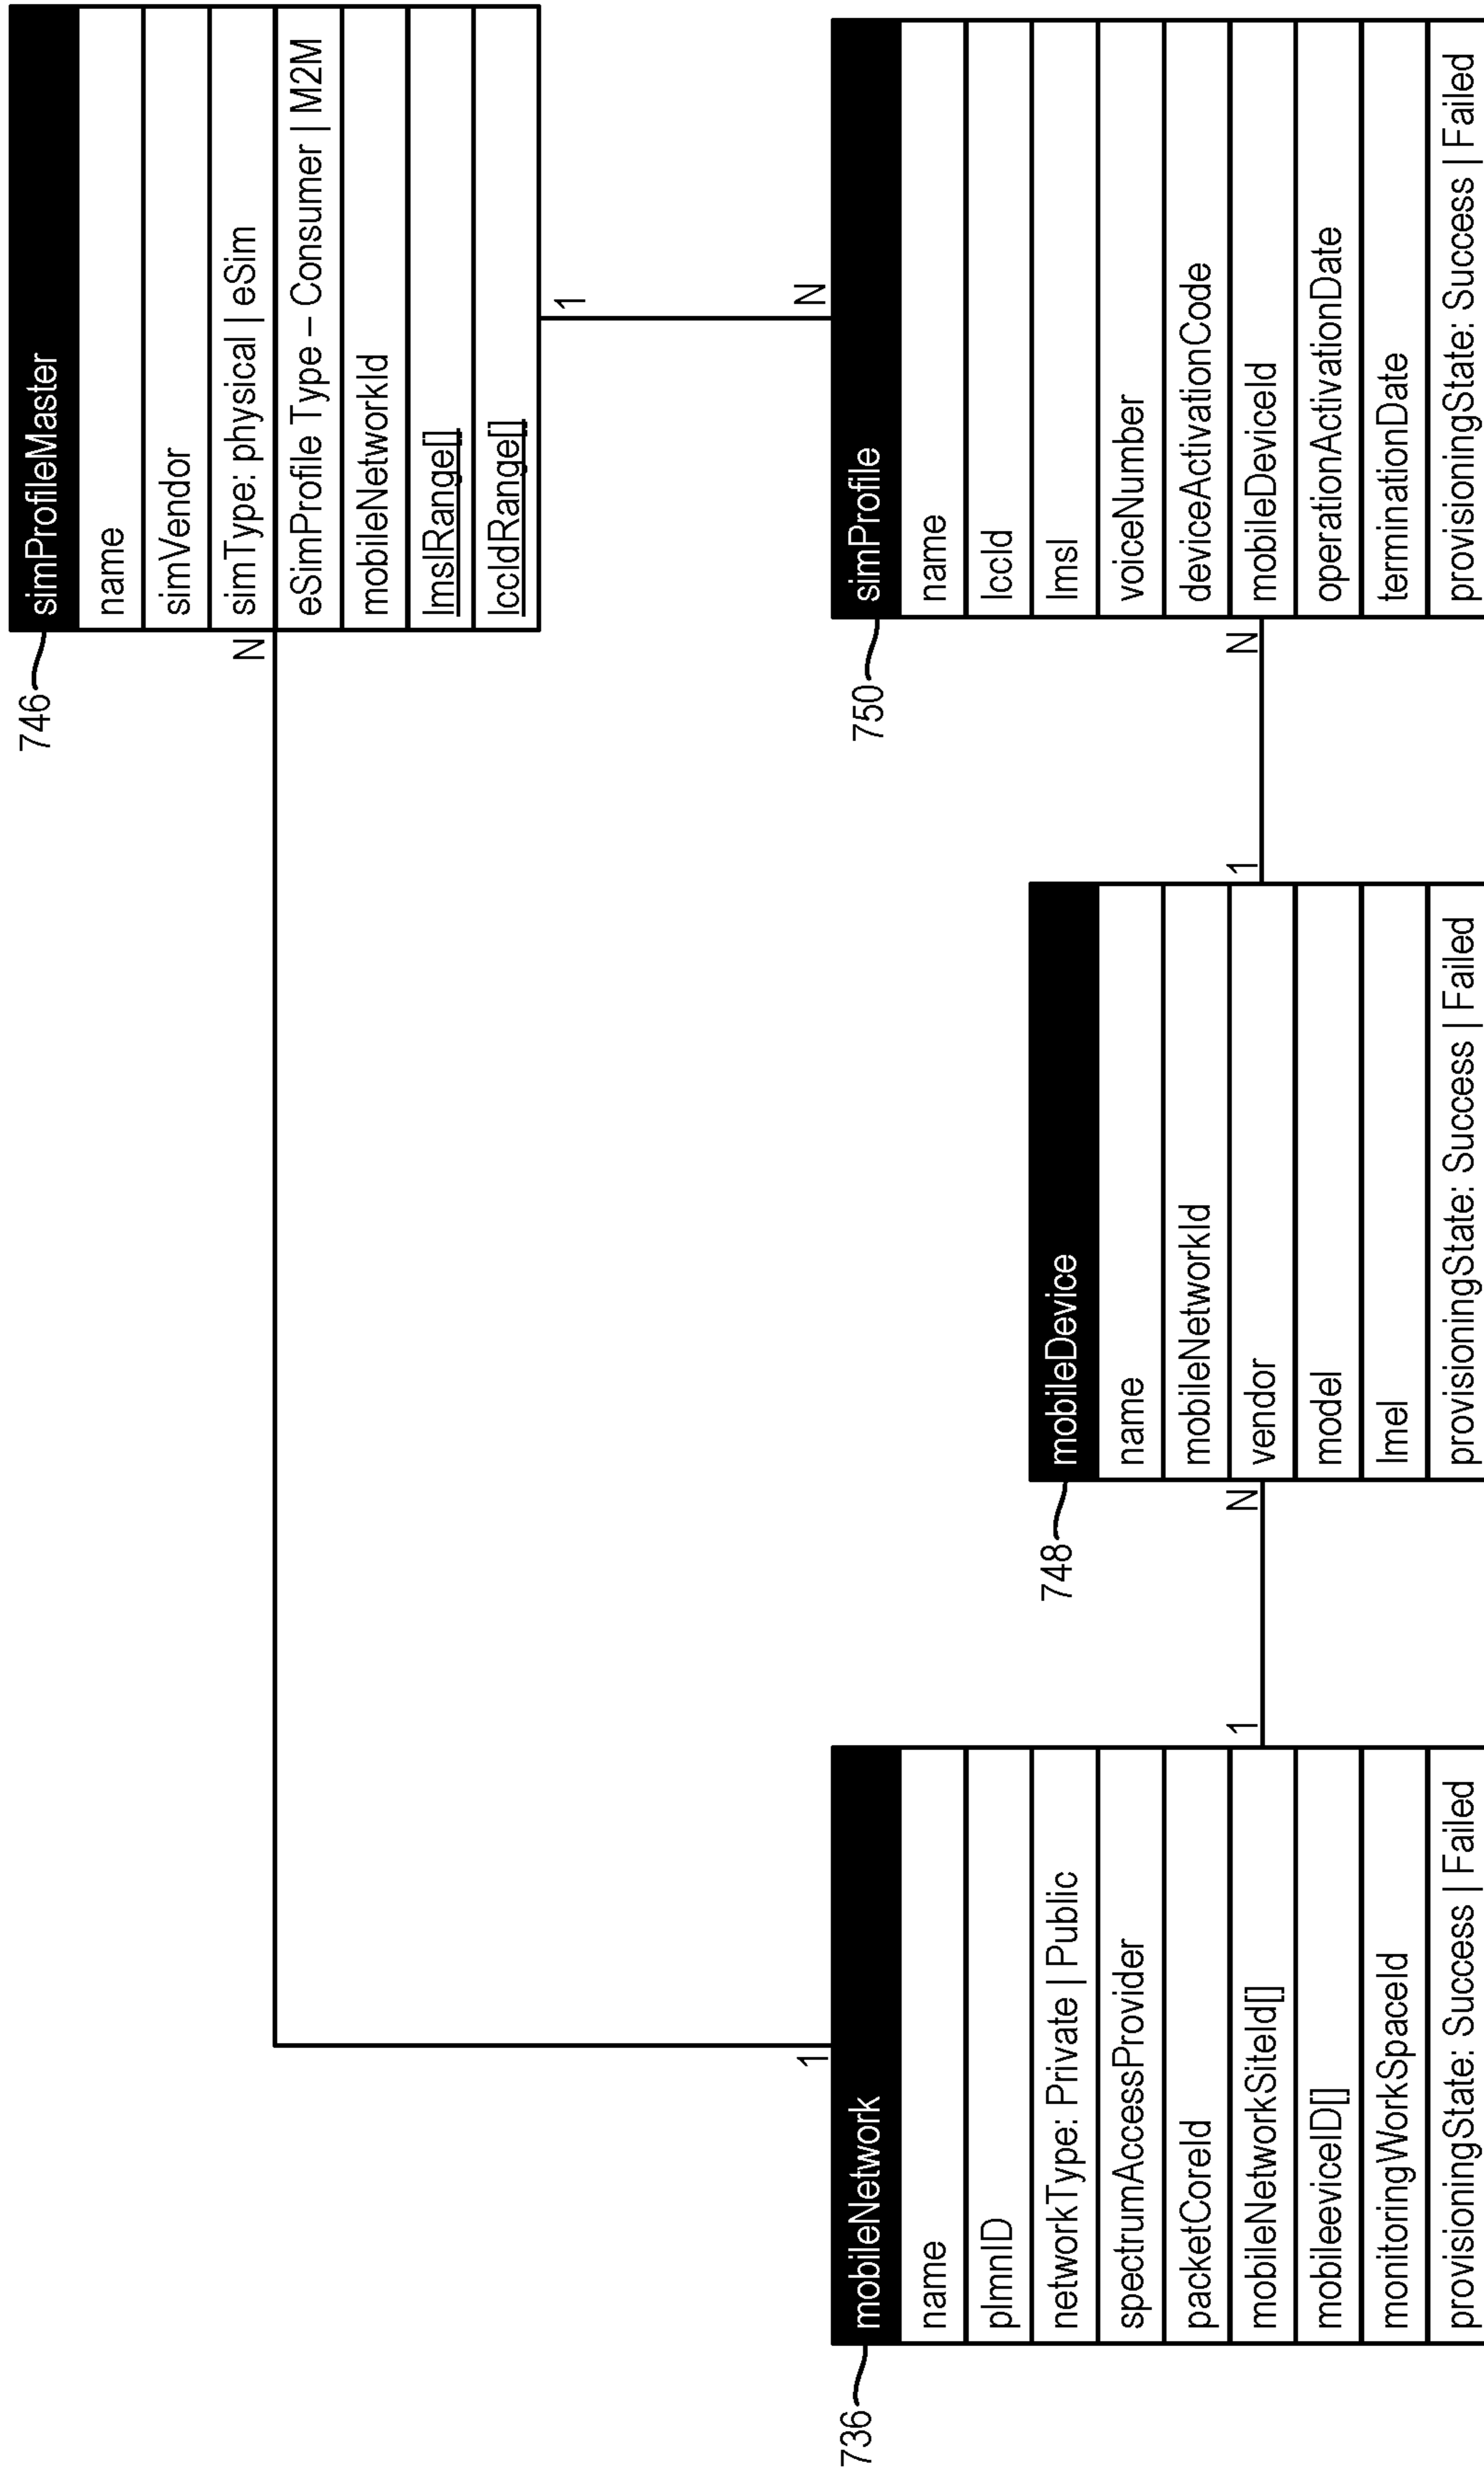 746
simProfileMaster
name
simVendor
simType: physical | eSim
eSimProfile Type – Consumer | M2M
mobileNetworkId
ImsIRange[]
IccIdRange[]
N
1
1
N
736
mobileNetwork
name
plmnID
networkType: Private | Public
spectrumAccessProvider
packetCoreId
mobileNetworkSiteId[]
mobileeviceID[]
monitoringWorkSpaceId
provisioningState: Success | Failed
1
N
748
mobileDevice
name
mobileNetworkId
vendor
model
ImeI
provisioningState: Success | Failed
1
N
750
simProfile
name
IccId
ImsI
voiceNumber
deviceActivationCode
mobileDeviceId
operationActivationDate
terminationDate
provisioningState: Success | Failed